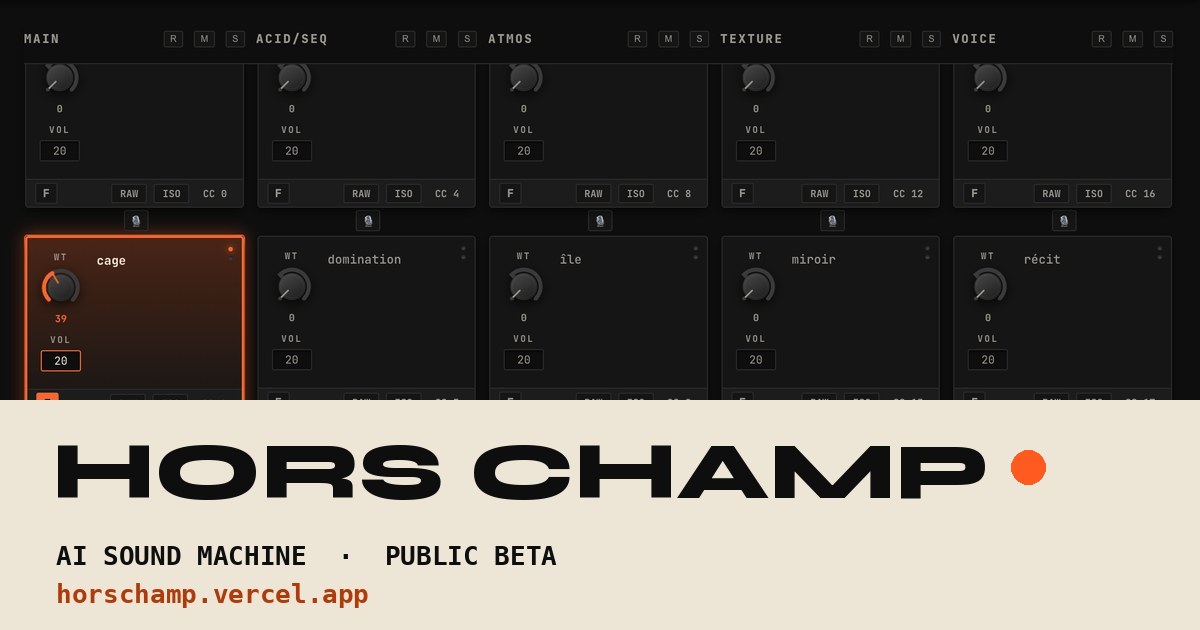 MAIN R M S ACID/SEQ R M S ATMOS R M S TEXTURE R M S VOICE R M S
0 0 0 0 0
VOL VOL VOL VOL VOL
20 20 20 20 20
F RAW ISO CC 0 F RAW ISO CC 4 F RAW ISO CC 8 F RAW ISO CC 12 F RAW ISO CC 16
WT cage WT domination WT île WT miroir WT récit
39 0 0 0 0
VOL VOL VOL VOL VOL
20 20 20 20 20
HORS CHAMP
AI SOUND MACHINE · PUBLIC BETA
horschamp.vercel.app